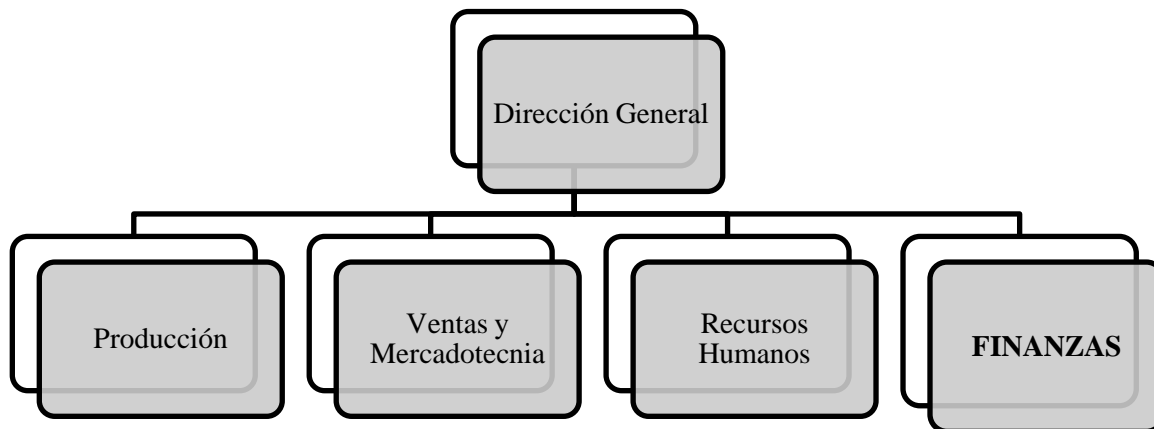 Dirección General
Producción
Ventas y
Mercadotecnia
Recursos
Humanos
FINANZAS